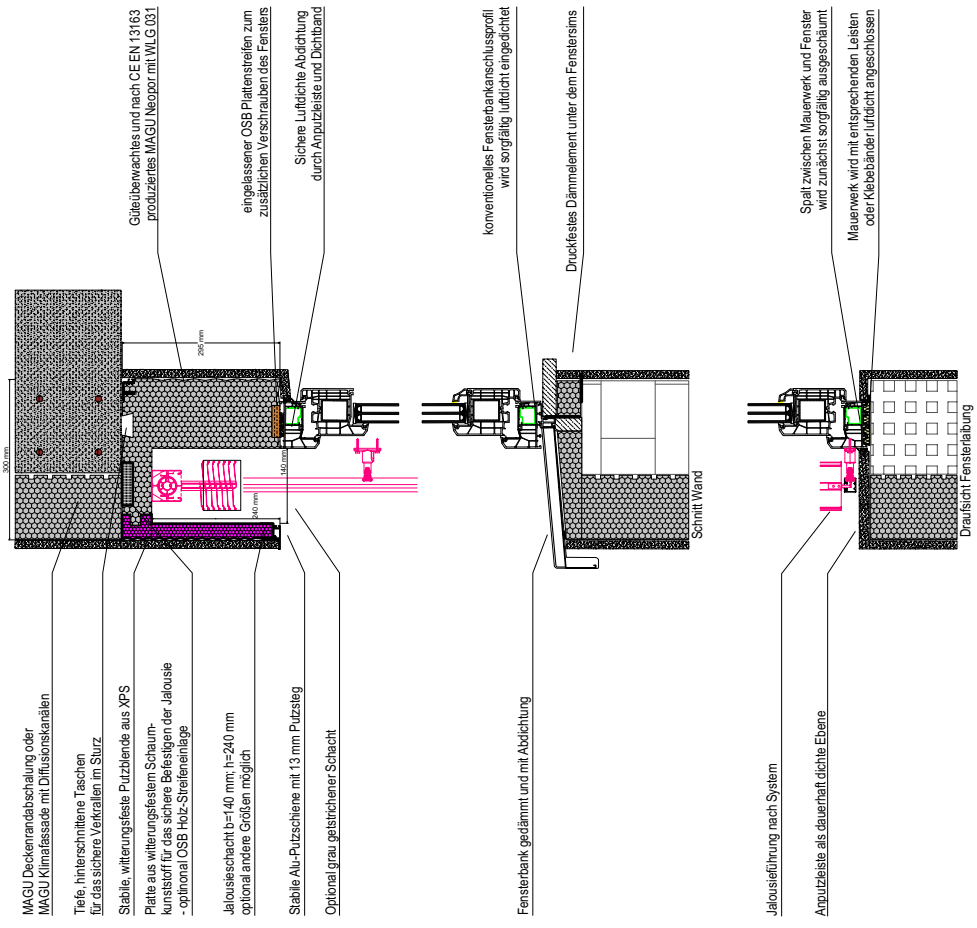 MAGU Deckenrandabschalung oder
MAGU Klimafassade mit Diffusionskanälen
Tiefe, hinterschnittene Taschen
für das sichere Verkrallen im Sturz
Stabile, witterungsfeste Putzblende aus XPS
Platte aus witterungsfestem Schaum-
kunststoff für das sichere Befestigen der Jalousie
- optinonal OSB Holz-Streifeneinlage
Jalousieschacht b=140 mm; h=240 mm
optional andere Größen möglich
Stabile Alu-Putzschiene mit 13 mm Putzsteg
Optional grau getstrichener Schacht
300 mm
295 mm
140 mm
240 mm
Güteüberwachtes und nach CE EN 13163
produziertes MAGU Neopor mit WLG 031
eingelassener OSB Plattenstreifen zum
zusätzlichen Verschrauben des Fensters
Sichere Luftdichte Abdichtung
durch Anputzleiste und Dichtband
Fensterbank gedämmt und mit Abdichtung
konventionelles Fensterbankanschlussprofil
wird sorgfältig luftdicht eingedichtet
Druckfestes Dämmelement unter dem Fenstersims
Schnitt Wand
Jalousieführung nach System
Anputzleiste als dauerhaft dichte Ebene
Spalt zwischen Mauerwerk und Fenster
wird zunächst sorgfältig ausgeschäumt
Mauerwerk wird mit entsprechenden Leisten
oder Klebebänder luftdicht angeschlossen
Draufsicht Fensterlaibung